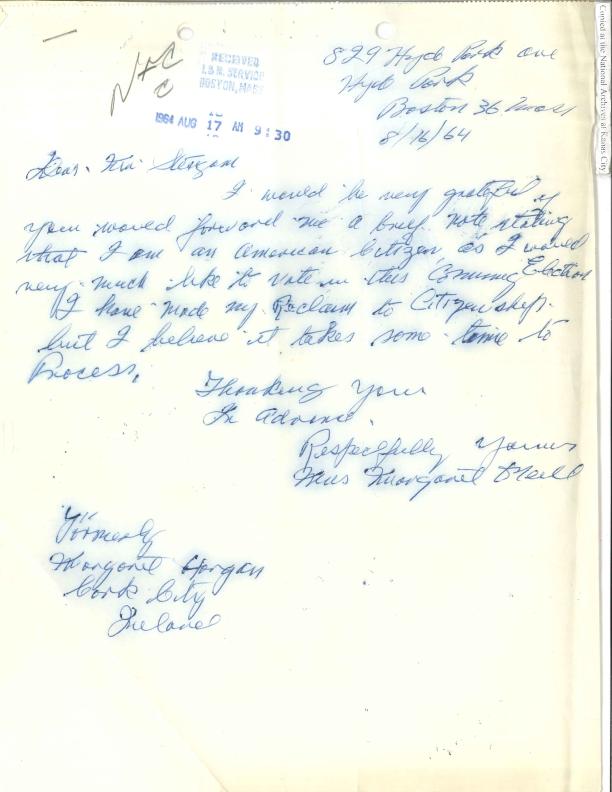 Copied at the National Archives at Kansas City
N+C
C
RECEIVED
I.&N. SERVICE
BOSTON, MASS
1964 AUG 17 AM 9:30
829 Hyde Park ave
Hyde Park
Boston 36 Mass
8/16/64
Dear
I would be very grateful if
you would forward me a brief note stating
that I am an American Citizen as I would
very much like to vote in this Comming Election
I have made my Reclaim to Citizenship.
but I believe it takes some time to
Process.
Thanking You
In Advance.
Respectfully Yours
Mrs Margaret O'Neill
"Formerly
Margaret Horgan
Cork City
Ireland